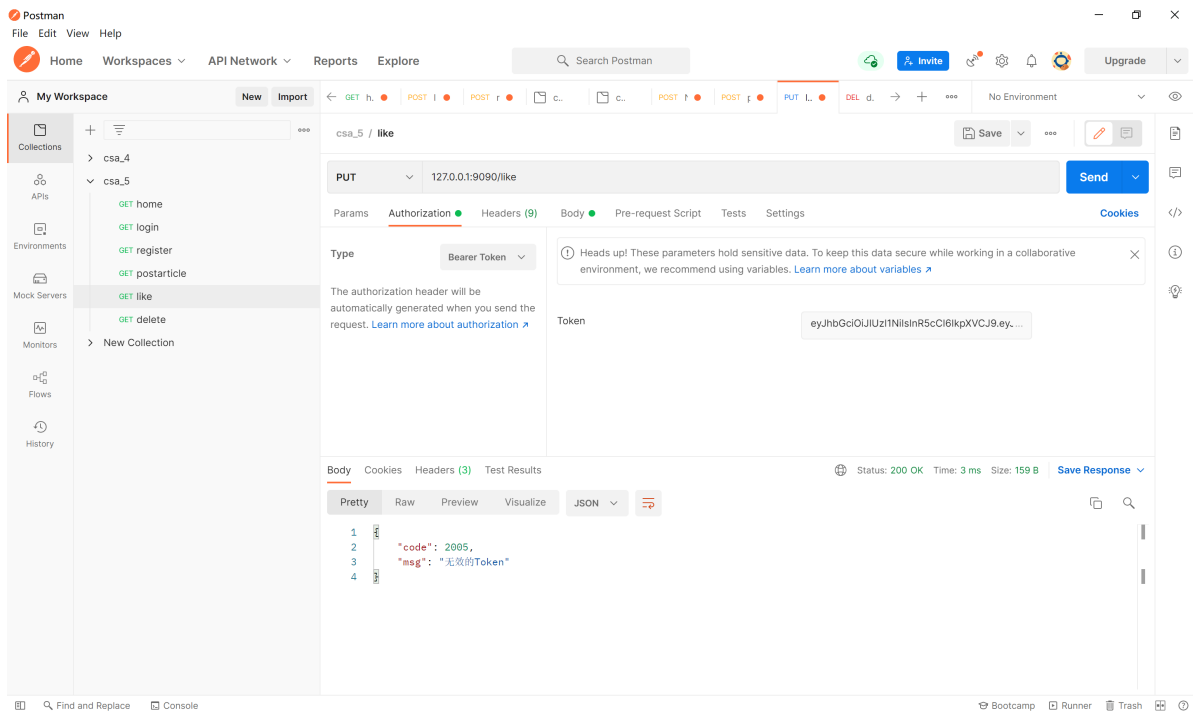 Postman
File Edit View Help
Home Workspaces API Network Reports Explore Search Postman Invite Upgrade
My Workspace New Import GET h. POST l POST r c.. c.. POST POST PUT l.. DEL d. No Environment
csa_5 / like Save
Collections
APIs
Environments
Mock Servers
Monitors
Flows
History
csa_4
csa_5
GET home
GET login
GET register
GET postarticle
GET like
GET delete
New Collection
PUT 127.0.0.1:9090/like Send
Params Authorization Headers (9) Body Pre-request Script Tests Settings Cookies
Type Bearer Token
The authorization header will be
automatically generated when you send the
request. Learn more about authorization ↗
Heads up! These parameters hold sensitive data. To keep this data secure while working in a collaborative
environment, we recommend using variables. Learn more about variables ↗
Token eyJhbGciOiJIUzI1NiIsInR5cCI6IkpXVCJ9.ey...
Body Cookies Headers (3) Test Results Status: 200 OK Time: 3 ms Size: 159 B Save Response
Pretty Raw Preview Visualize JSON
1 {
2 "code": 2005,
3 "msg": "无效的Token"
4 }
Find and Replace Console Bootcamp Runner Trash